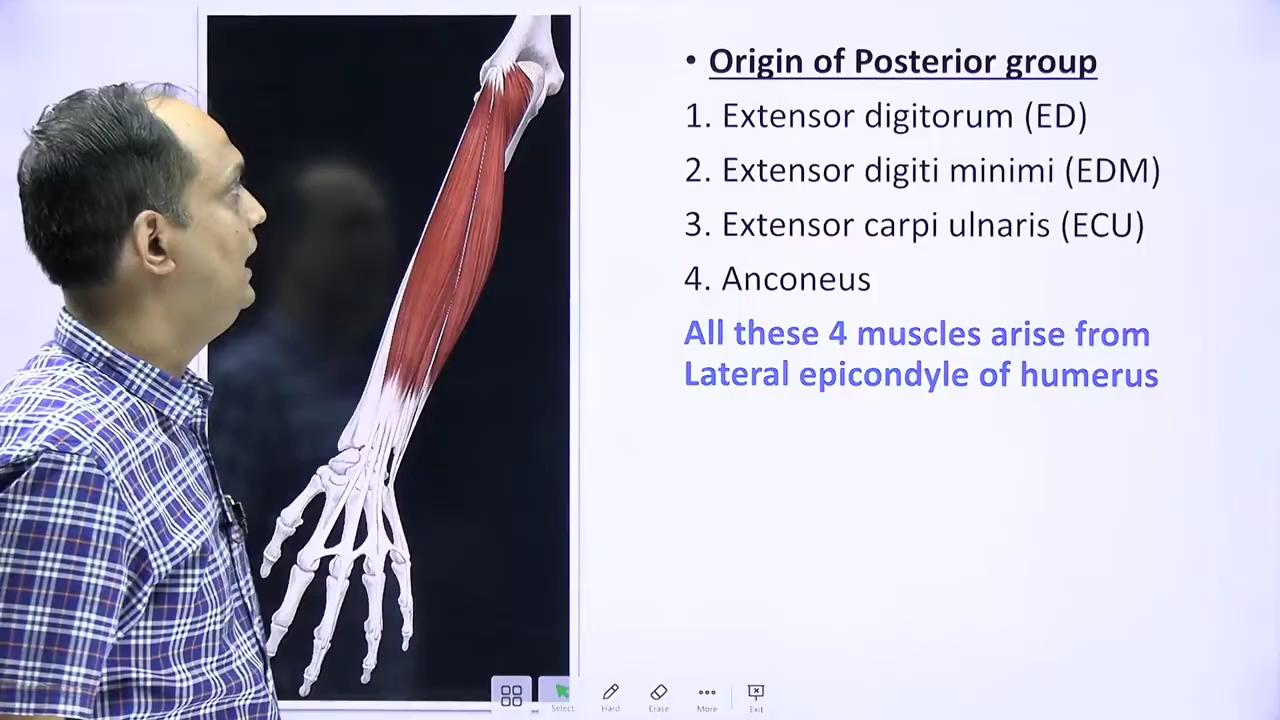 • Origin of Posterior group
1. Extensor digitorum (ED)
2. Extensor digiti minimi (EDM)
3. Extensor carpi ulnaris (ECU)
4. Anconeus
All these 4 muscles arise from
Lateral epicondyle of humerus
Select Hard Erase More Exit